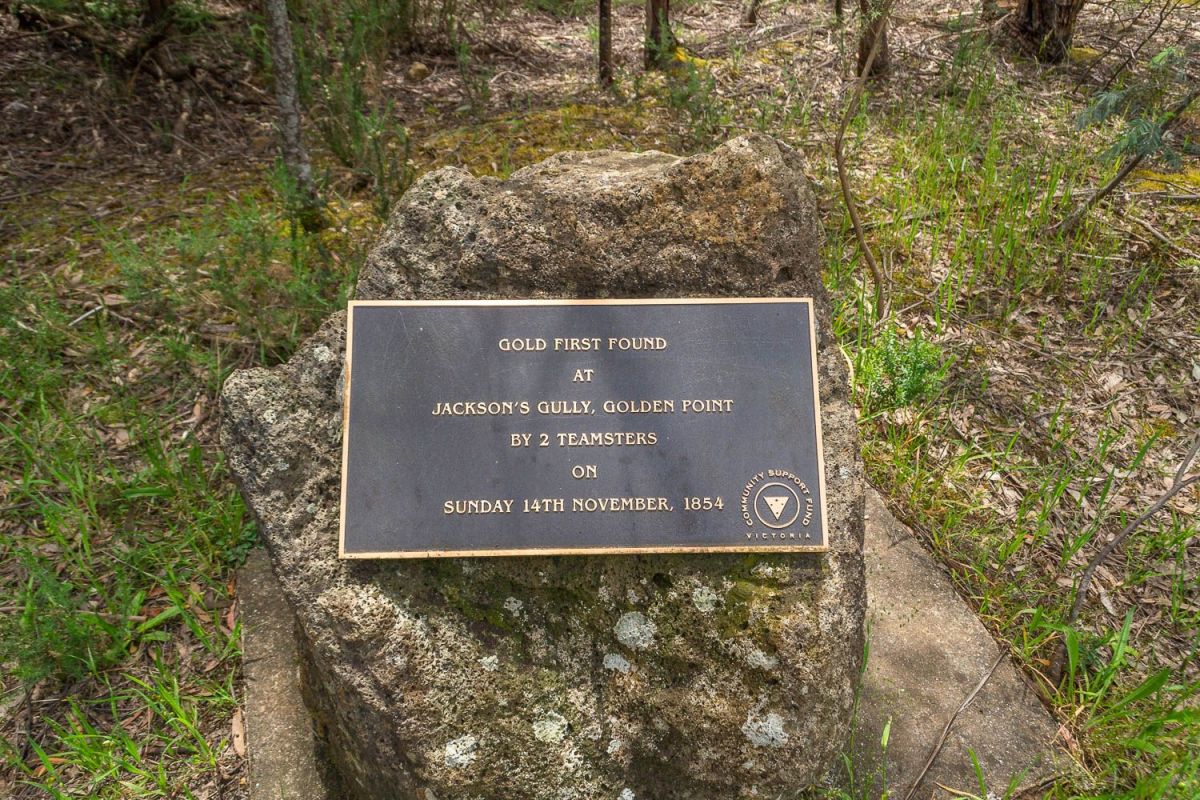 GOLD FIRST FOUND
AT
JACKSON'S GULLY, GOLDEN POINT
BY 2 TEAMSTERS
ON
SUNDAY 14TH NOVEMBER, 1854
COMMUNITY SUPPORT FUND
VICTORIA